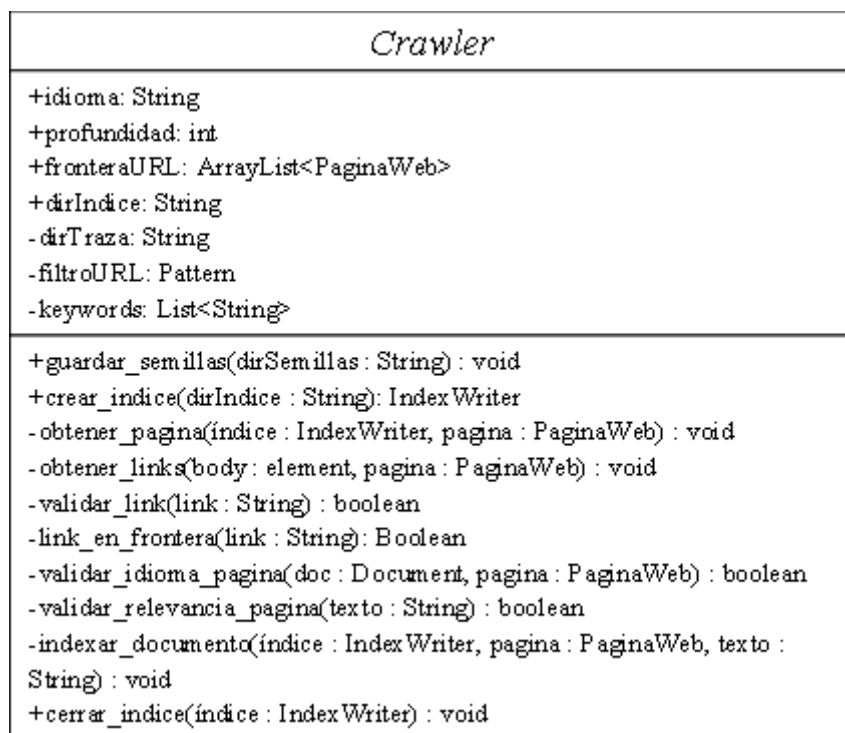 Crawler
+idioma: String
+profundidad: int
+fronteraURL: ArrayList<PaginaWeb>
+dirIndice: String
-dirTraza: String
-filtroURL: Pattern
-keywords: List<String>
+guardar_semillas(dirSemillas : String) : void
+crear_indice(dirIndice : String): IndexWriter
-obtener_pagina(índice : IndexWriter, pagina : PaginaWeb) : void
-obtener_links(body : element, pagina : PaginaWeb) : void
-validar_link(link : String) : boolean
-link_en_frontera(link : String): Boolean
-validar_idioma_pagina(doc : Document, pagina : PaginaWeb) : boolean
-validar_relevancia_pagina(texto : String) : boolean
-indexar_documento(índice : IndexWriter, pagina : PaginaWeb, texto :
String) : void
+cerrar_indice(índice : IndexWriter) : void